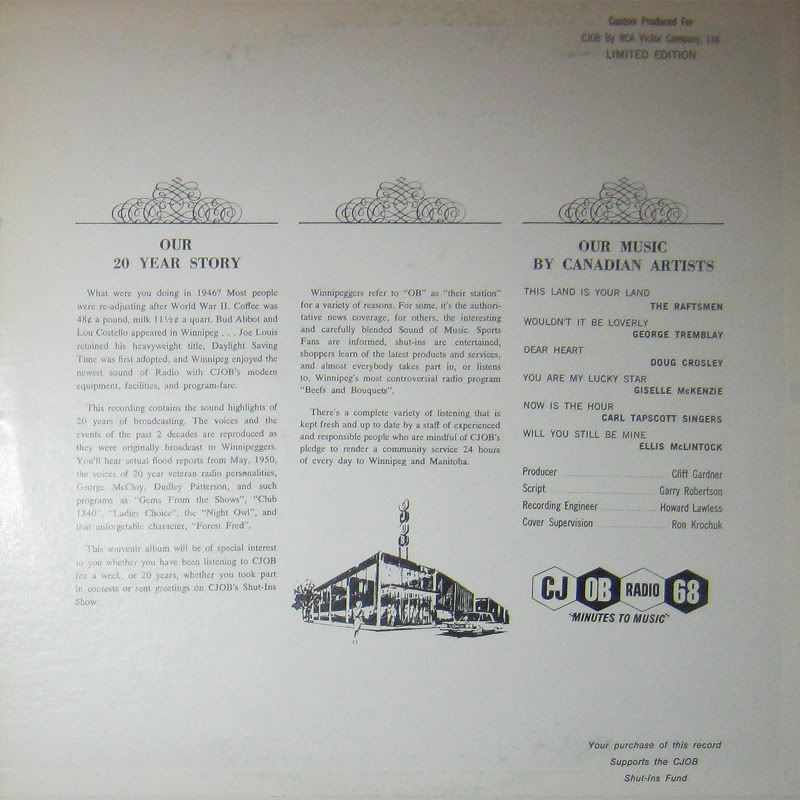 Custom Produced For
CJOB By RCA Victor Company, Ltd.
LIMITED EDITION
OUR
20 YEAR STORY
What were you doing in 1946? Most people
were re-adjusting after World War II. Coffee was
48¢ a pound, milk 11½¢ a quart. Bud Abbot and
Lou Costello appeared in Winnipeg . . . Joe Louis
retained his heavyweight title, Daylight Saving
Time was first adopted, and Winnipeg enjoyed the
newest sound of Radio with CJOB's modern
equipment, facilities, and program-fare.
This recording contains the sound highlights of
20 years of broadcasting. The voices and the
events of the past 2 decades are reproduced as
they were originally broadcast to Winnipeggers.
You'll hear actual flood reports from May, 1950,
the voices of 20 year veteran radio personalities,
George McCloy, Dudley Patterson, and such
programs as "Gems From the Shows", "Club
1340", "Ladies Choice", the "Night Owl", and
that unforgetable character, "Forest Fred".
This souvenir album will be of special interest
to you whether you have been listening to CJOB
for a week, or 20 years, whether you took part
in contests or sent greetings on CJOB's Shut-Ins
Show.
Winnipeggers refer to "OB" as "their station"
for a variety of reasons. For some, it's the authori-
tative news coverage, for others, the interesting
and carefully blended Sound of Music. Sports
Fans are informed, shut-ins are entertained,
shoppers learn of the latest products and services,
and almost everybody takes part in, or listens
to, Winnipeg's most controversial radio program
"Beefs and Bouquets".
There's a complete variety of listening that is
kept fresh and up to date by a staff of experienced
and responsible people who are mindful of CJOB's
pledge to render a community service 24 hours
of every day to Winnipeg and Manitoba.
OUR MUSIC
BY CANADIAN ARTISTS
THIS LAND IS YOUR LAND
THE RAFTSMEN
WOULDN'T IT BE LOVERLY
GEORGE TREMBLAY
DEAR HEART
DOUG CROSLEY
YOU ARE MY LUCKY STAR
GISELLE McKENZIE
NOW IS THE HOUR
CARL TAPSCOTT SINGERS
WILL YOU STILL BE MINE
ELLIS McLINTOCK
Producer Cliff Gardner
Script Garry Robertson
Recording Engineer Howard Lawless
Cover Supervision Ron Krochuk
CJ OB RADIO 68
"MINUTES TO MUSIC"
Your purchase of this record
Supports the CJOB
Shut-Ins Fund